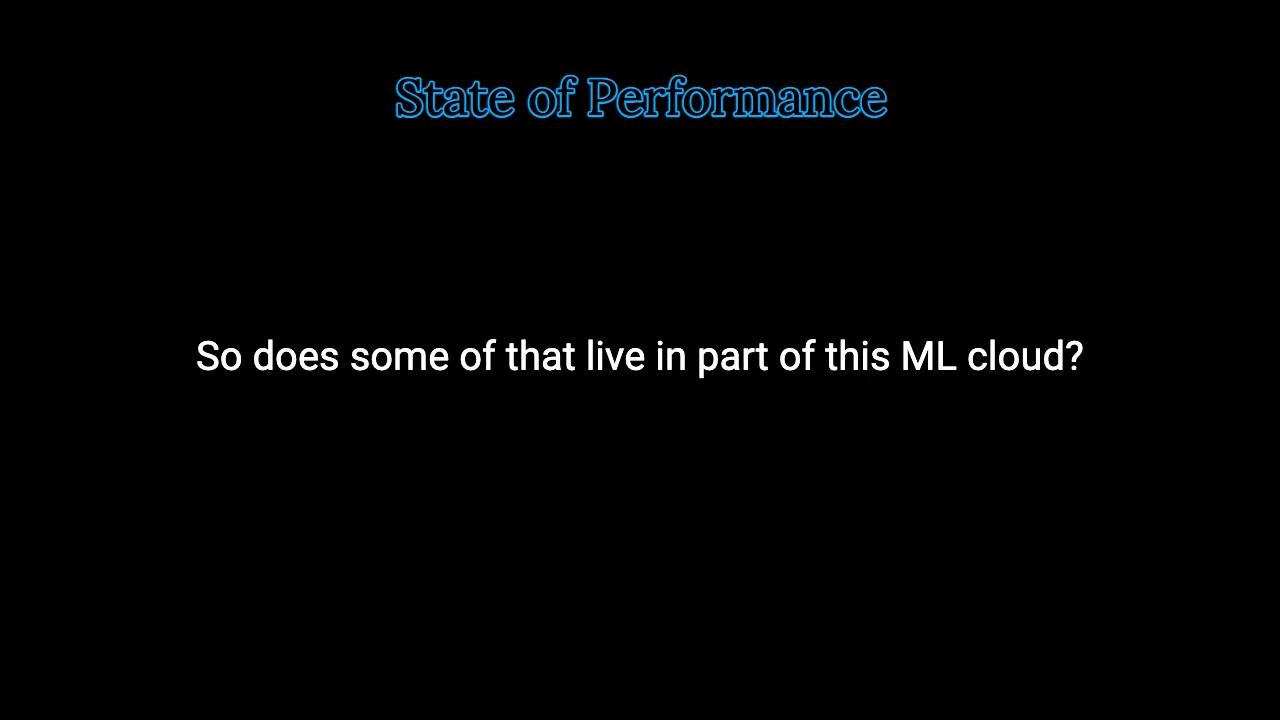 State of Performance
So does some of that live in part of this ML cloud?